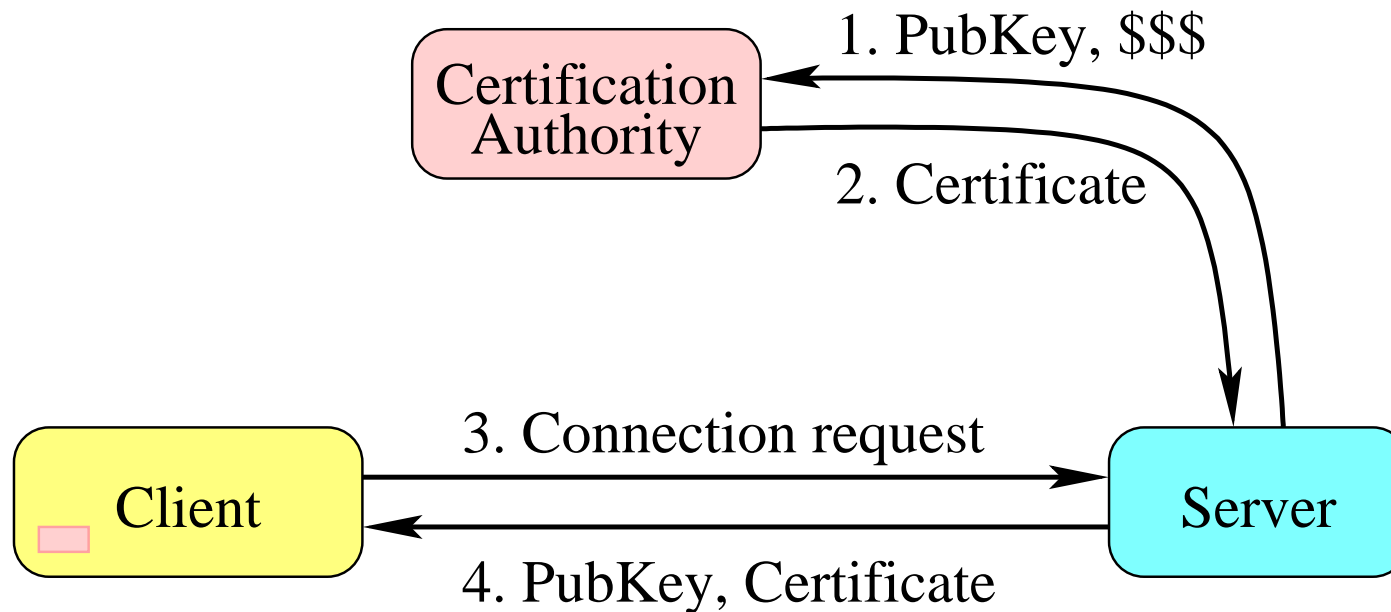 1. PubKey, $$$
Certification
Authority
2. Certificate
3. Connection request
Client
Server
4. PubKey, Certificate